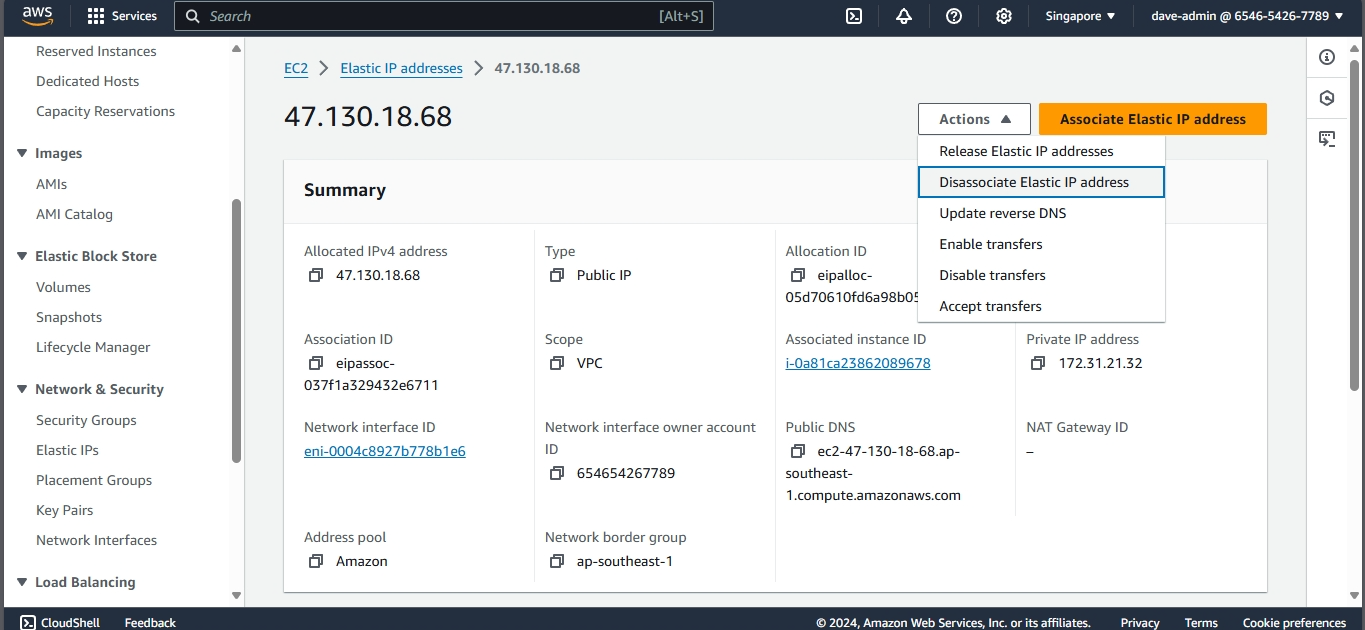 aws Services Search [Alt+S] Singapore dave-admin @ 6546-5426-7789
Reserved Instances
Dedicated Hosts
Capacity Reservations
Images
AMIs
AMI Catalog
Elastic Block Store
Volumes
Snapshots
Lifecycle Manager
Network & Security
Security Groups
Elastic IPs
Placement Groups
Key Pairs
Network Interfaces
Load Balancing
EC2 Elastic IP addresses 47.130.18.68
47.130.18.68
Actions Associate Elastic IP address
Release Elastic IP addresses
Disassociate Elastic IP address
Update reverse DNS
Enable transfers
Disable transfers
Accept transfers
Summary
Allocated IPv4 address
47.130.18.68
Type
Public IP
Allocation ID
eipalloc-
05d70610fd6a98b05
Association ID
eipassoc-
037f1a329432e6711
Scope
VPC
Associated instance ID
i-0a81ca23862089678
Private IP address
172.31.21.32
Network interface ID
eni-0004c8927b778b1e6
Network interface owner account
ID
654654267789
Public DNS
ec2-47-130-18-68.ap-
southeast-
1.compute.amazonaws.com
NAT Gateway ID
–
Address pool
Amazon
Network border group
ap-southeast-1
CloudShell Feedback © 2024, Amazon Web Services, Inc. or its affiliates. Privacy Terms Cookie preferences